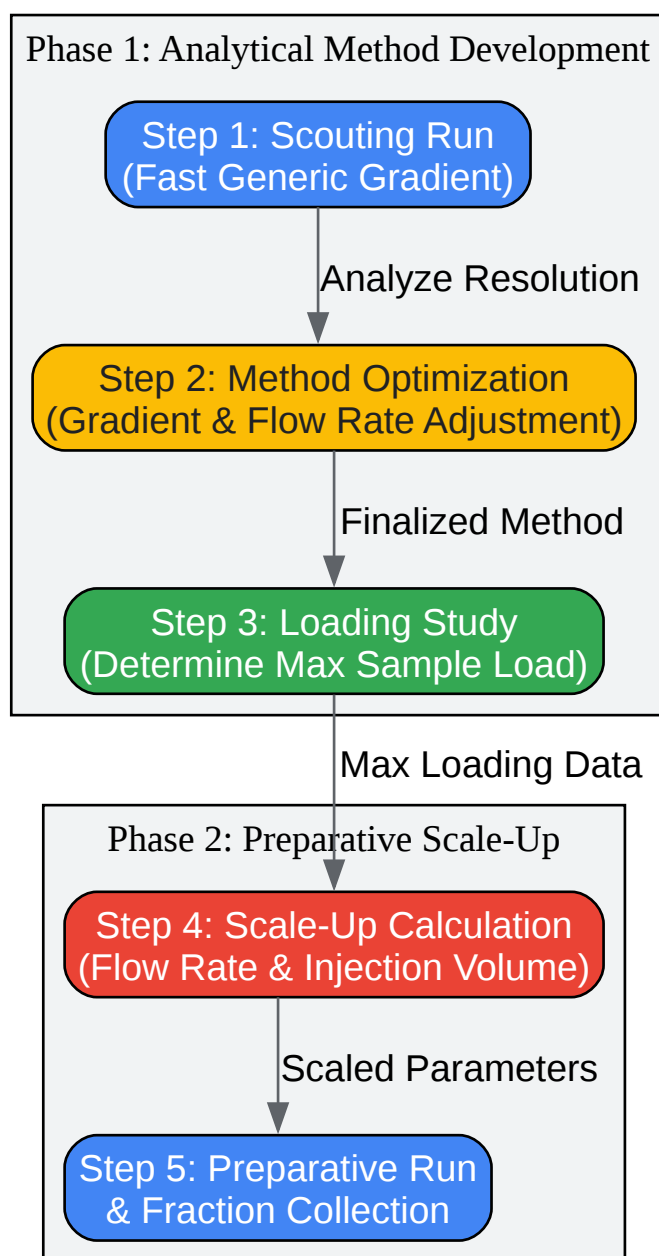 Phase 1: Analytical Method Development
Step 1: Scouting Run
(Fast Generic Gradient)
Analyze Resolution
Step 2: Method Optimization
(Gradient & Flow Rate Adjustment)
Finalized Method
Step 3: Loading Study
(Determine Max Sample Load)
Max Loading Data
Phase 2: Preparative Scale-Up
Step 4: Scale-Up Calculation
(Flow Rate & Injection Volume)
Scaled Parameters
Step 5: Preparative Run
& Fraction Collection